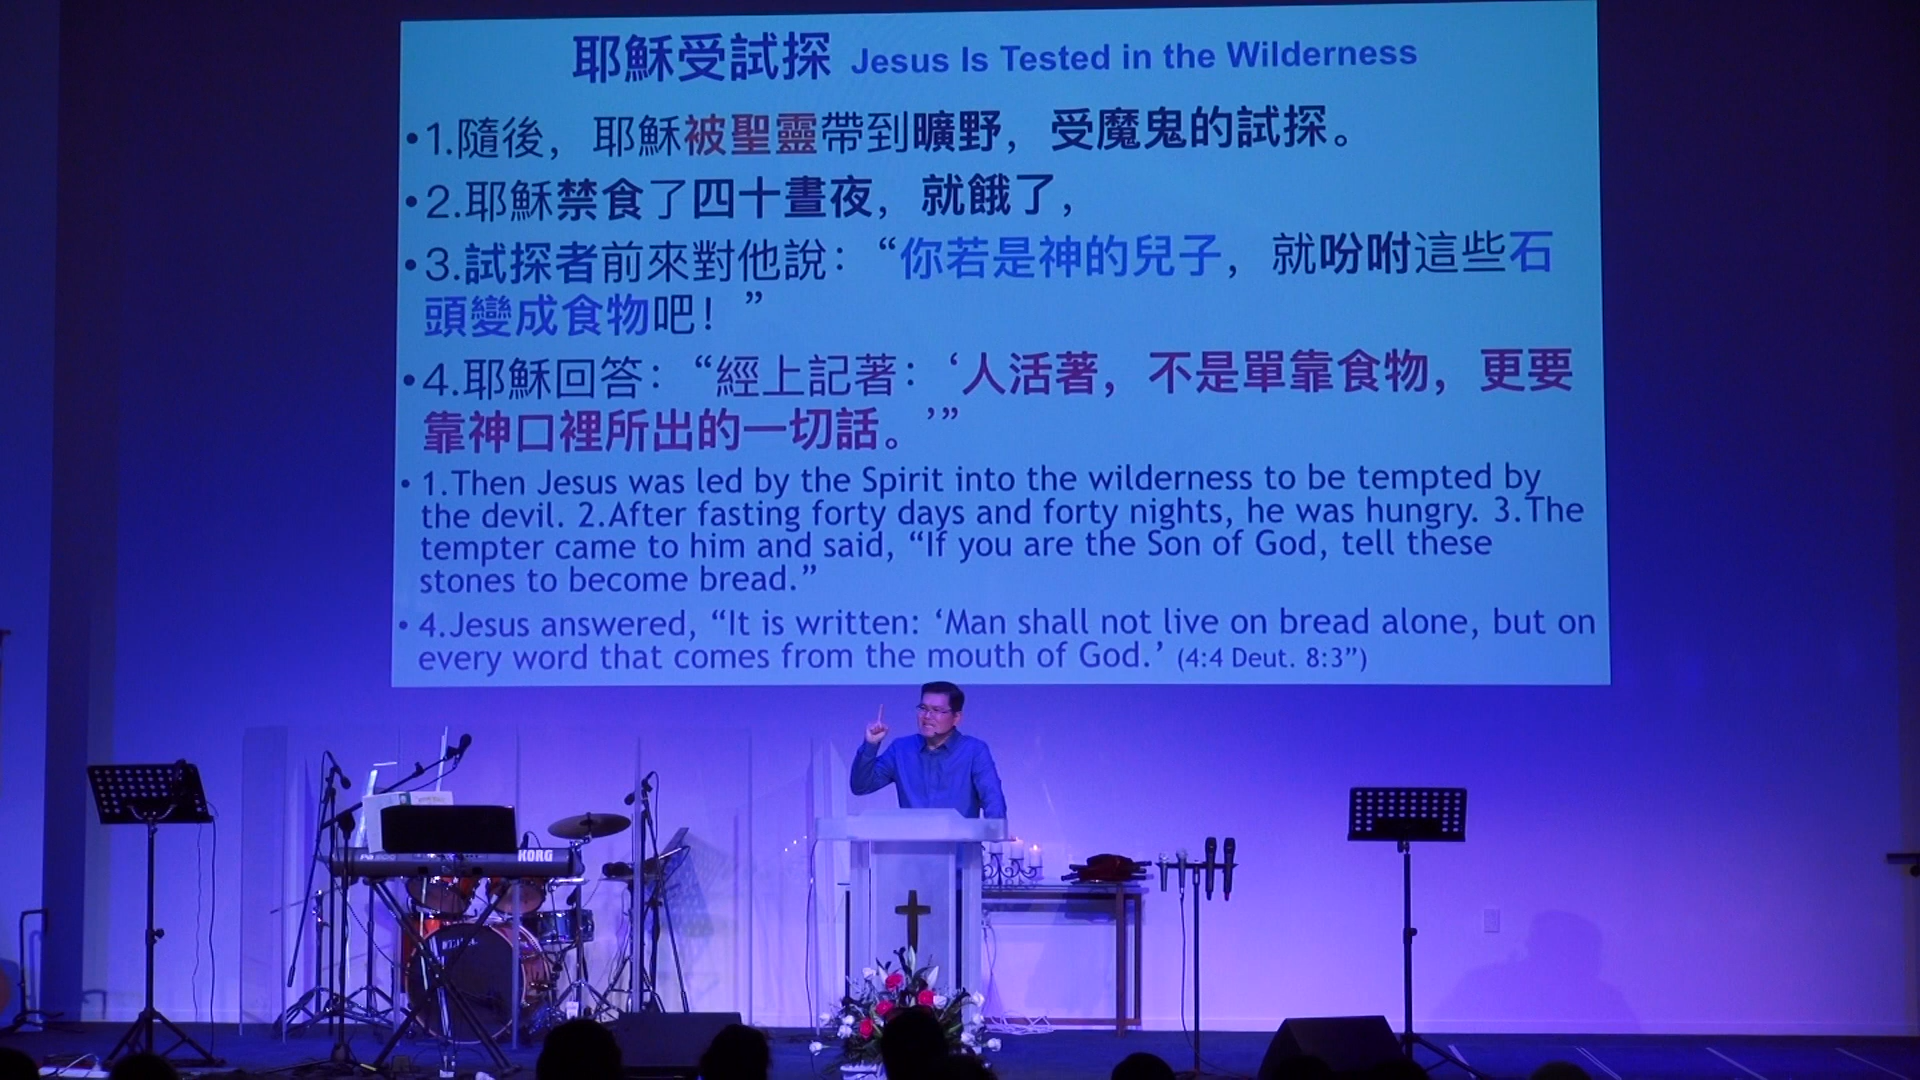 耶穌受試探 Jesus Is Tested in the Wilderness
•1.隨後，耶穌被聖靈帶到曠野，受魔鬼的試探。
•2.耶穌禁食了四十晝夜，就餓了，
•3.試探者前來對他說：“你若是神的兒子，就吩咐這些石
頭變成食物吧！”
•4.耶穌回答：“經上記著：‘人活著，不是單靠食物，更要
靠神口裡所出的一切話。’”
• 1.Then Jesus was led by the Spirit into the wilderness to be tempted by
the devil. 2.After fasting forty days and forty nights, he was hungry. 3.The
tempter came to him and said, “If you are the Son of God, tell these
stones to become bread.”
• 4.Jesus answered, “It is written: ‘Man shall not live on bread alone, but on
every word that comes from the mouth of God.’ (4:4 Deut. 8:3”)
KORG